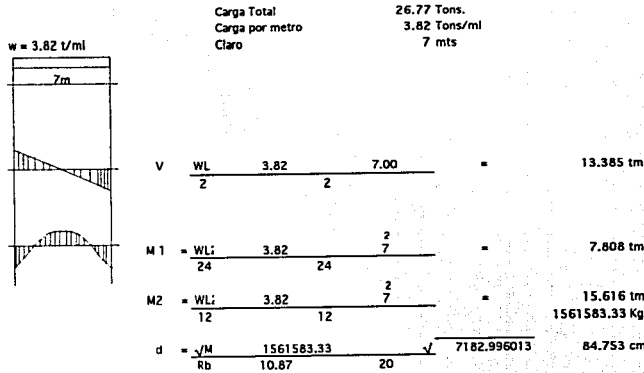 Carga Total 26.77 Tons.
Carga por metro 3.82 Tons/ml
Claro 7 mts
w = 3.82 t/ml
7m
V WL 3.82 7.00 = 13.385 tm
2 2
2
M 1 = WL¡ 3.82 7 = 7.808 tm
24 24
2
M2 = WL¡ 3.82 7 = 15.616 tm
12 12 1561583.33 Kg
d = √M 1561583.33 √ 7182.996013 84.753 cm
Rb 10.87 20